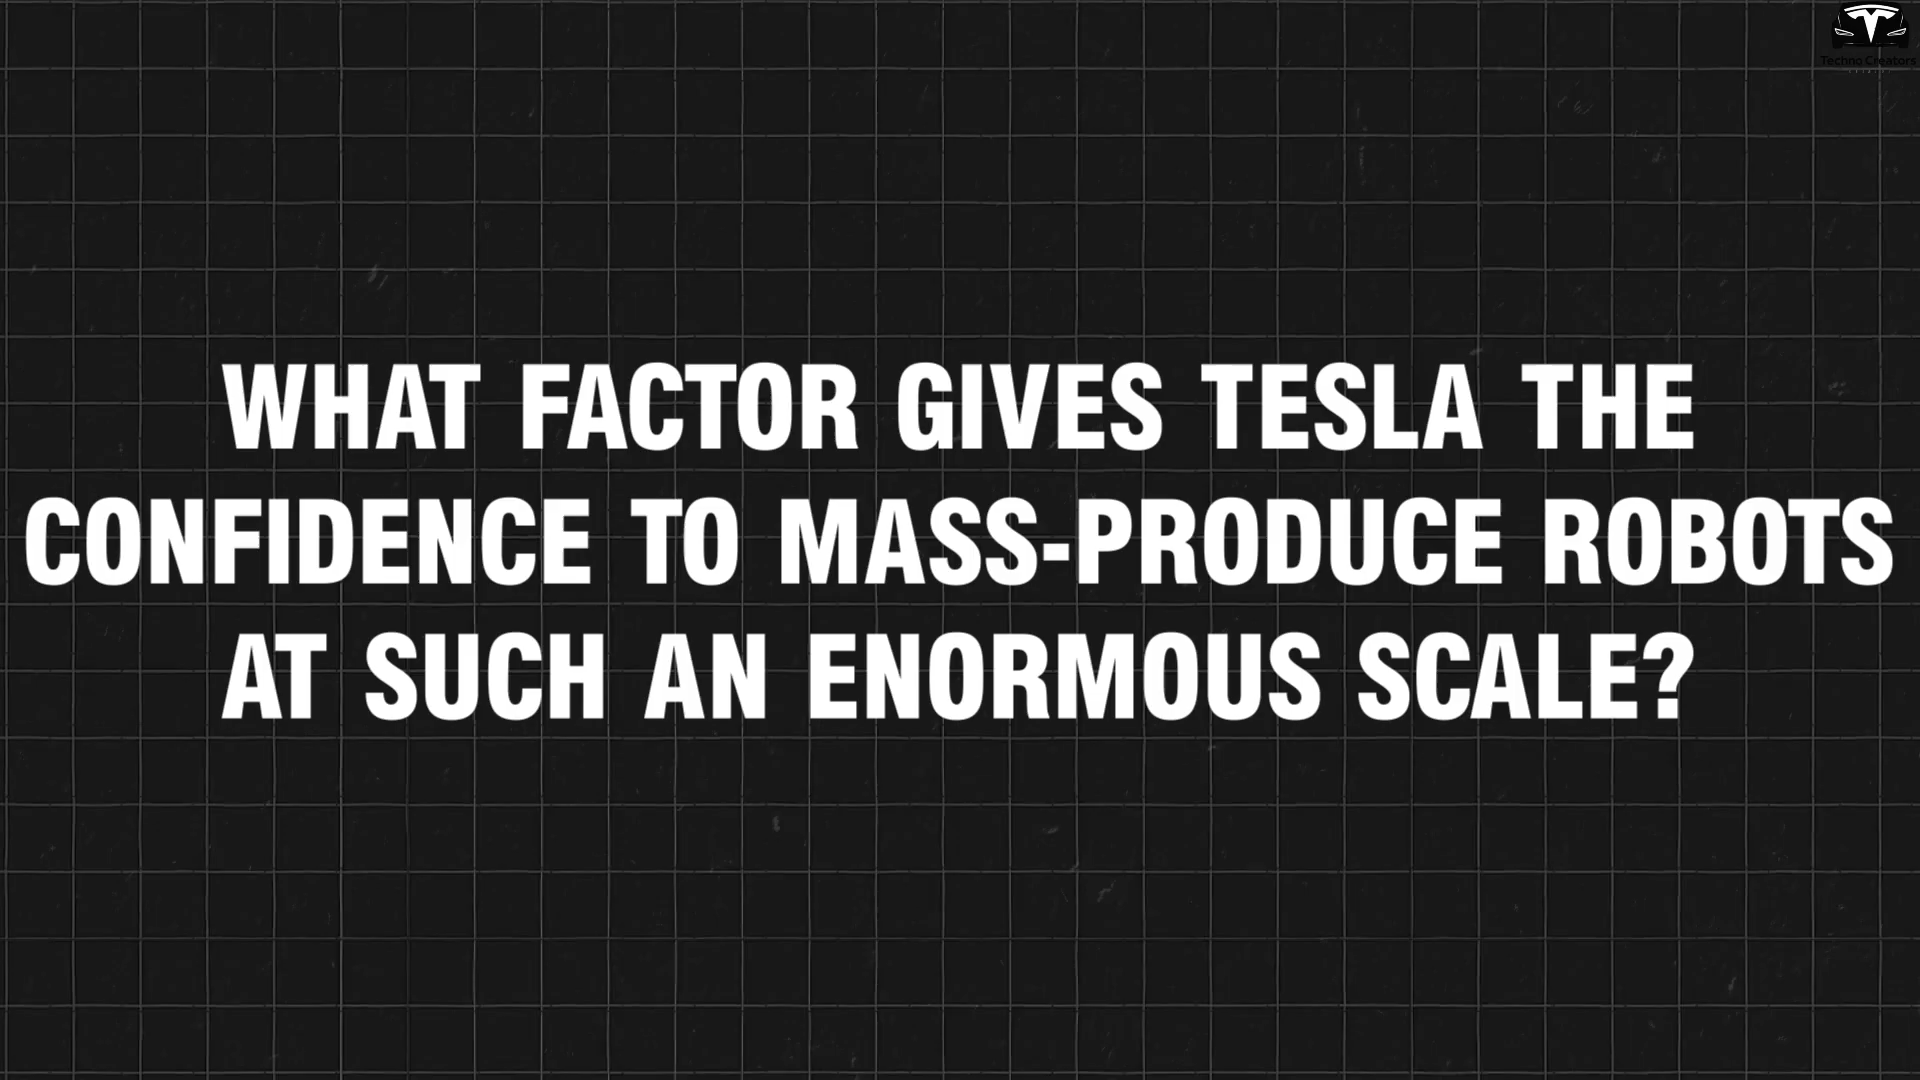 Techno Creators
WHAT FACTOR GIVES TESLA THE
CONFIDENCE TO MASS-PRODUCE ROBOTS
AT SUCH AN ENORMOUS SCALE?